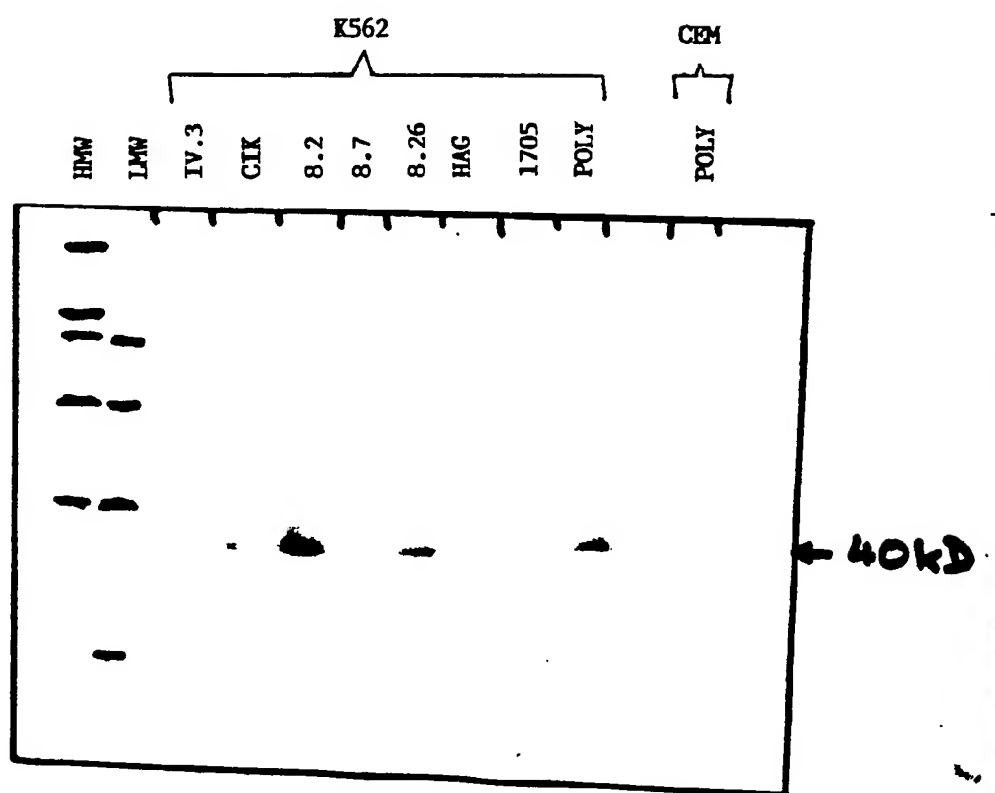 K562
CEM
HMW
LMW
IV.3
CIK
8.2
8.7
8.26
HAG
1705
POLY
POLY
40kD